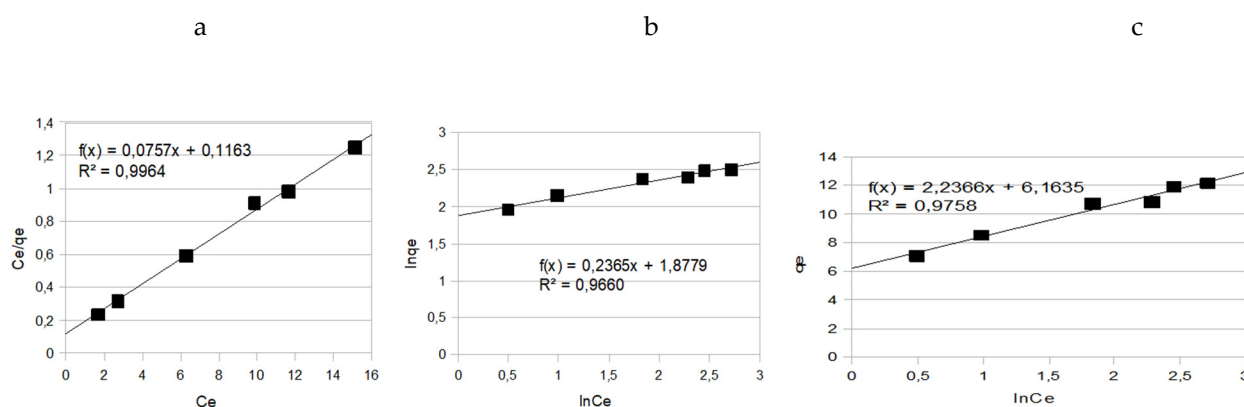 a
b
c
1,4
1,2
1
0,8
0,6
0,4
0,2
0
f(x) = 0,0757x + 0,1163
R² = 0,9964
Ce/qe
0 2 4 6 8 10 12 14 16
Ce
3
2,5
2
1,5
1
0,5
0
f(x) = 0,2365x + 1,8779
R² = 0,9660
lnqe
0 0,5 1 1,5 2 2,5 3
lnCe
14
12
10
8
6
4
2
0
f(x) = 2,2366x + 6,1635
R² = 0,9758
qe
0 0,5 1 1,5 2 2,5 3
lnCe